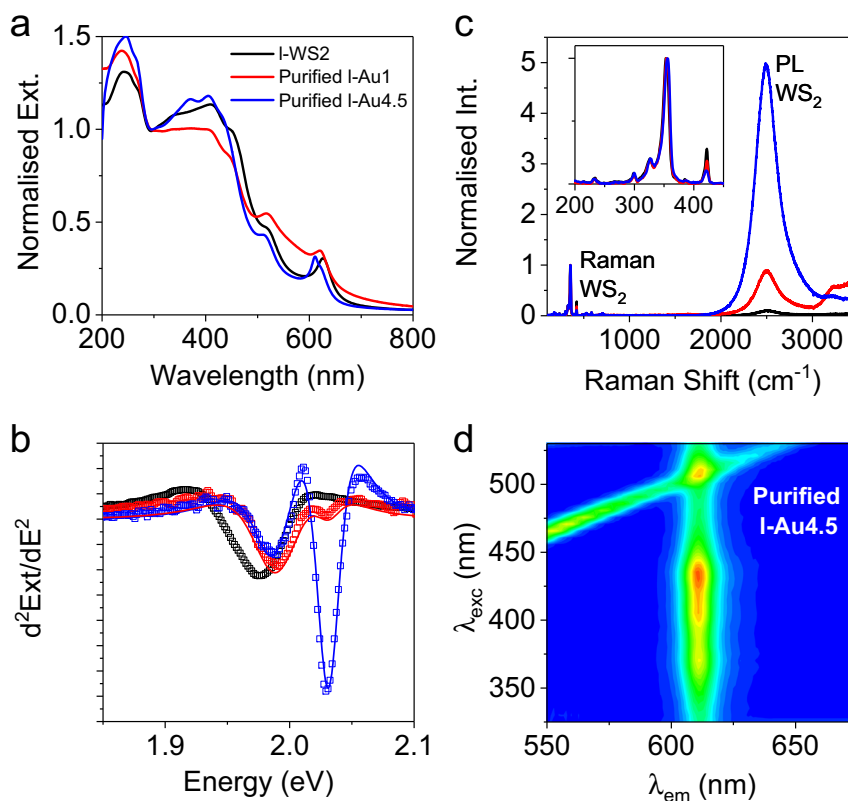 a
1.5
1.0
0.5
0.0
Normalised Ext.
l-WS2
Purified l-Au1
Purified l-Au4.5
200 300 400 500 600 700 800
Wavelength (nm)
b
d²Ext/dE²
1.9 2.0 2.1
Energy (eV)
c
Normalised Int.
5
4
3
2
1
0
200 300 400
PL
WS₂
Raman
WS₂
1000 2000 3000
Raman Shift (cm⁻¹)
d
λexc (nm)
500
450
400
350
Purified
l-Au4.5
550 600 650
λem (nm)